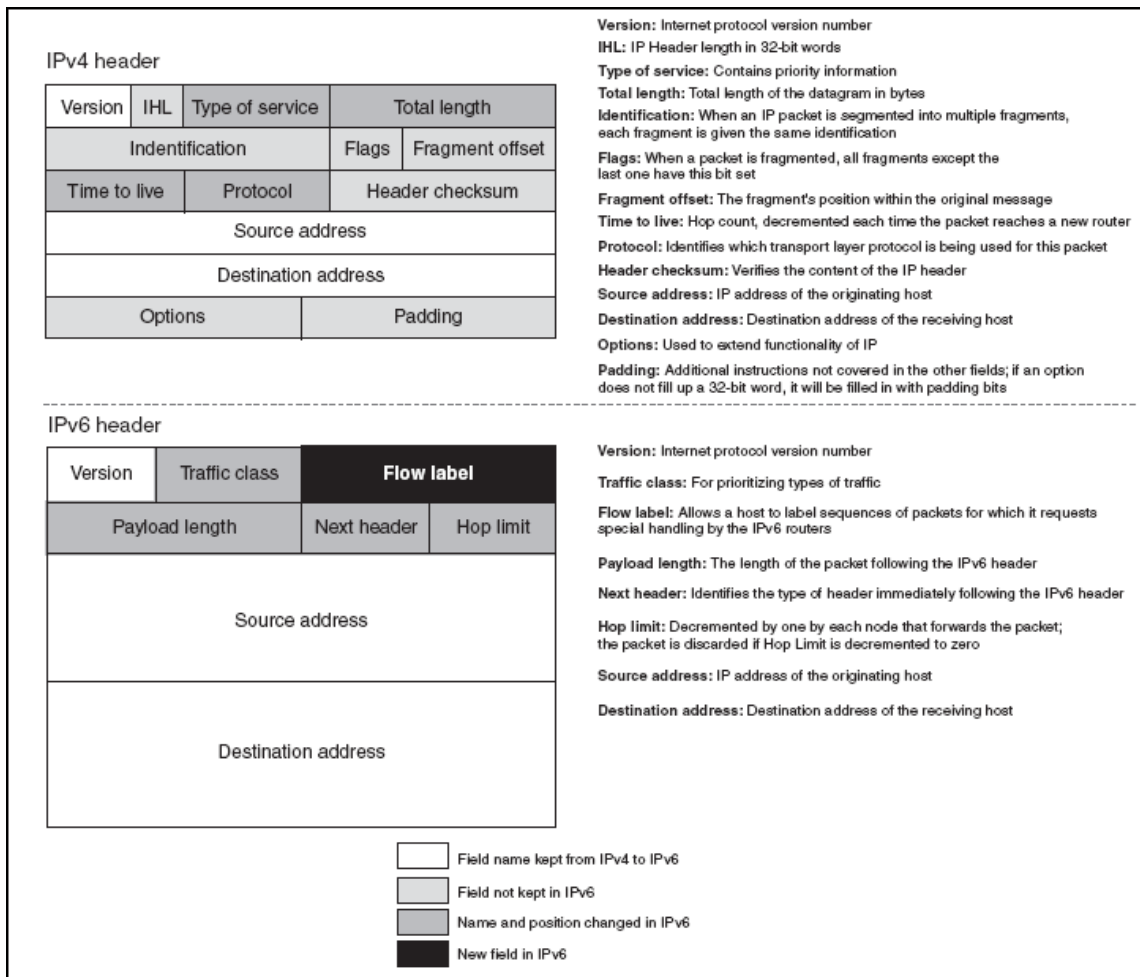 IPv4 header
Version IHL Type of service Total length
Indentification Flags Fragment offset
Time to live Protocol Header checksum
Source address
Destination address
Options Padding
Version: Internet protocol version number
IHL: IP Header length in 32-bit words
Type of service: Contains priority information
Total length: Total length of the datagram in bytes
Identification: When an IP packet is segmented into multiple fragments,
each fragment is given the same identification
Flags: When a packet is fragmented, all fragments except the
last one have this bit set
Fragment offset: The fragment's position within the original message
Time to live: Hop count, decremented each time the packet reaches a new router
Protocol: Identifies which transport layer protocol is being used for this packet
Header checksum: Verifies the content of the IP header
Source address: IP address of the originating host
Destination address: Destination address of the receiving host
Options: Used to extend functionality of IP
Padding: Additional instructions not covered in the other fields; if an option
does not fill up a 32-bit word, it will be filled in with padding bits
IPv6 header
Version Traffic class Flow label
Payload length Next header Hop limit
Source address
Destination address
Version: Internet protocol version number
Traffic class: For prioritizing types of traffic
Flow label: Allows a host to label sequences of packets for which it requests
special handling by the IPv6 routers
Payload length: The length of the packet following the IPv6 header
Next header: Identifies the type of header immediately following the IPv6 header
Hop limit: Decremented by one by each node that forwards the packet;
the packet is discarded if Hop Limit is decremented to zero
Source address: IP address of the originating host
Destination address: Destination address of the receiving host
Field name kept from IPv4 to IPv6
Field not kept in IPv6
Name and position changed in IPv6
New field in IPv6